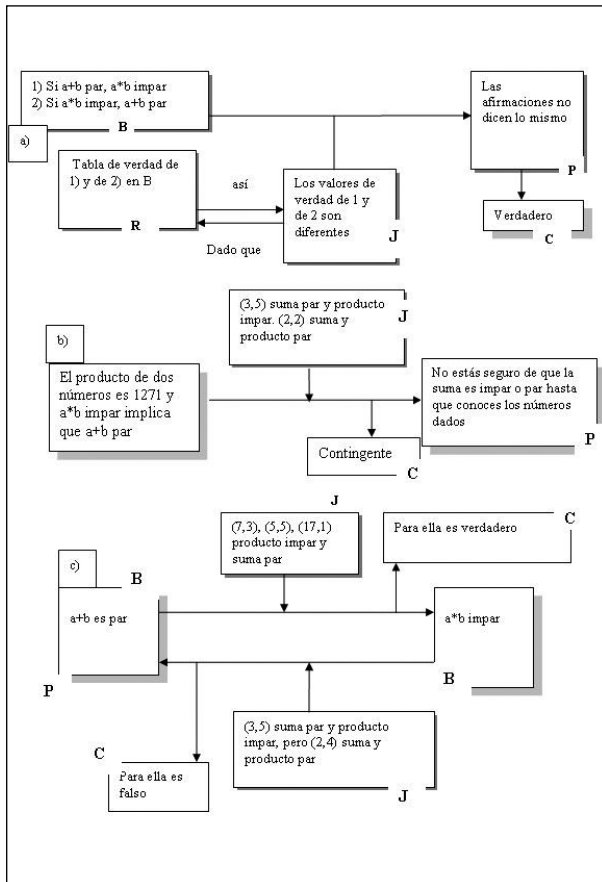 1) Si a+b par, a*b impar
2) Si a*b impar, a+b par
B
a)
Las
afirmaciones no
dicen lo mismo
P
Tabla de verdad de
1) y de 2) en B
R
así
Dado que
Los valores de
verdad de 1 y
de 2 son
diferentes
J
Verdadero
C
(3,5) suma par y producto
impar. (2,2) suma y
producto par
J
b)
El producto de dos
números es 1271 y
a*b impar implica
que a+b par
No estás seguro de que la
suma es impar o par hasta
que conoces los números
dados
P
Contingente
C
J
(7,3), (5,5), (17,1)
producto impar y
suma par
C
Para ella es verdadero
c)
B
a+b es par
P
a*b impar
B
(3,5) suma par y producto
impar, pero (2,4) suma y
producto par
J
C
Para ella es
falso